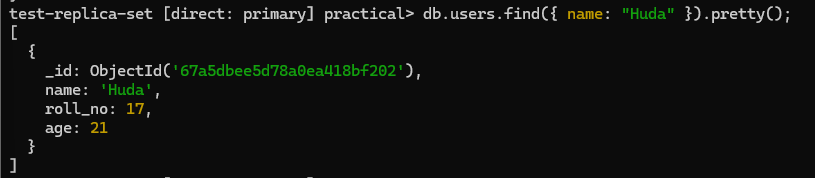 test-replica-set [direct: primary] practical> db.users.find({ name: "Huda" }).pretty();
[
  {
    _id: ObjectId('67a5dbee5d78a0ea418bf202'),
    name: 'Huda',
    roll_no: 17,
    age: 21
  }
]